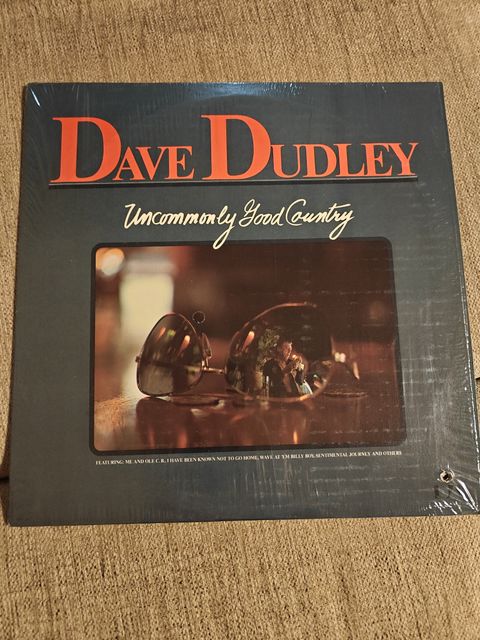 DAVE DUDLEY
Uncommonly Good Country
FEATURING: ME AND OLE C. B., I HAVE BEEN KNOWN NOT TO GO HOME, WAVE AT 'EM BILLY BOY, SENTIMENTAL JOURNEY AND OTHERS